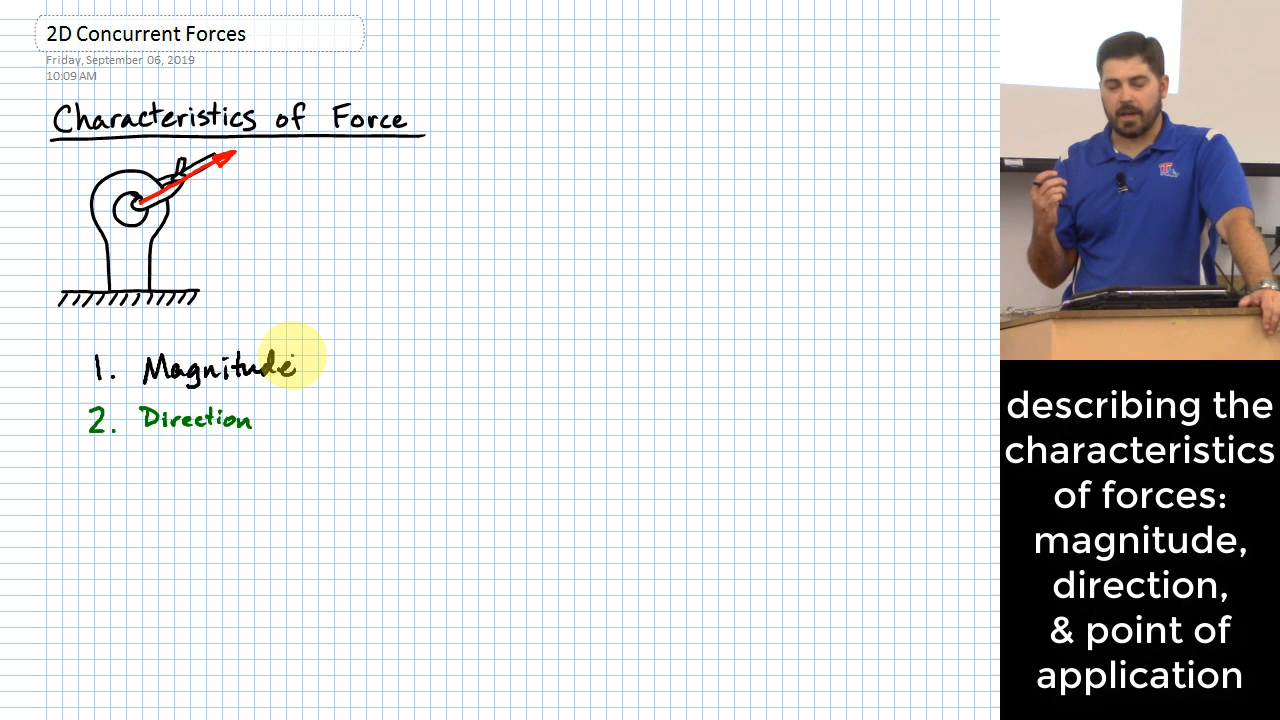 2D Concurrent Forces
Friday, September 06, 2019
10:09 AM
Characteristics of Force
1. Magnitude
2. Direction
describing the
characteristics
of forces:
magnitude,
direction,
& point of
application